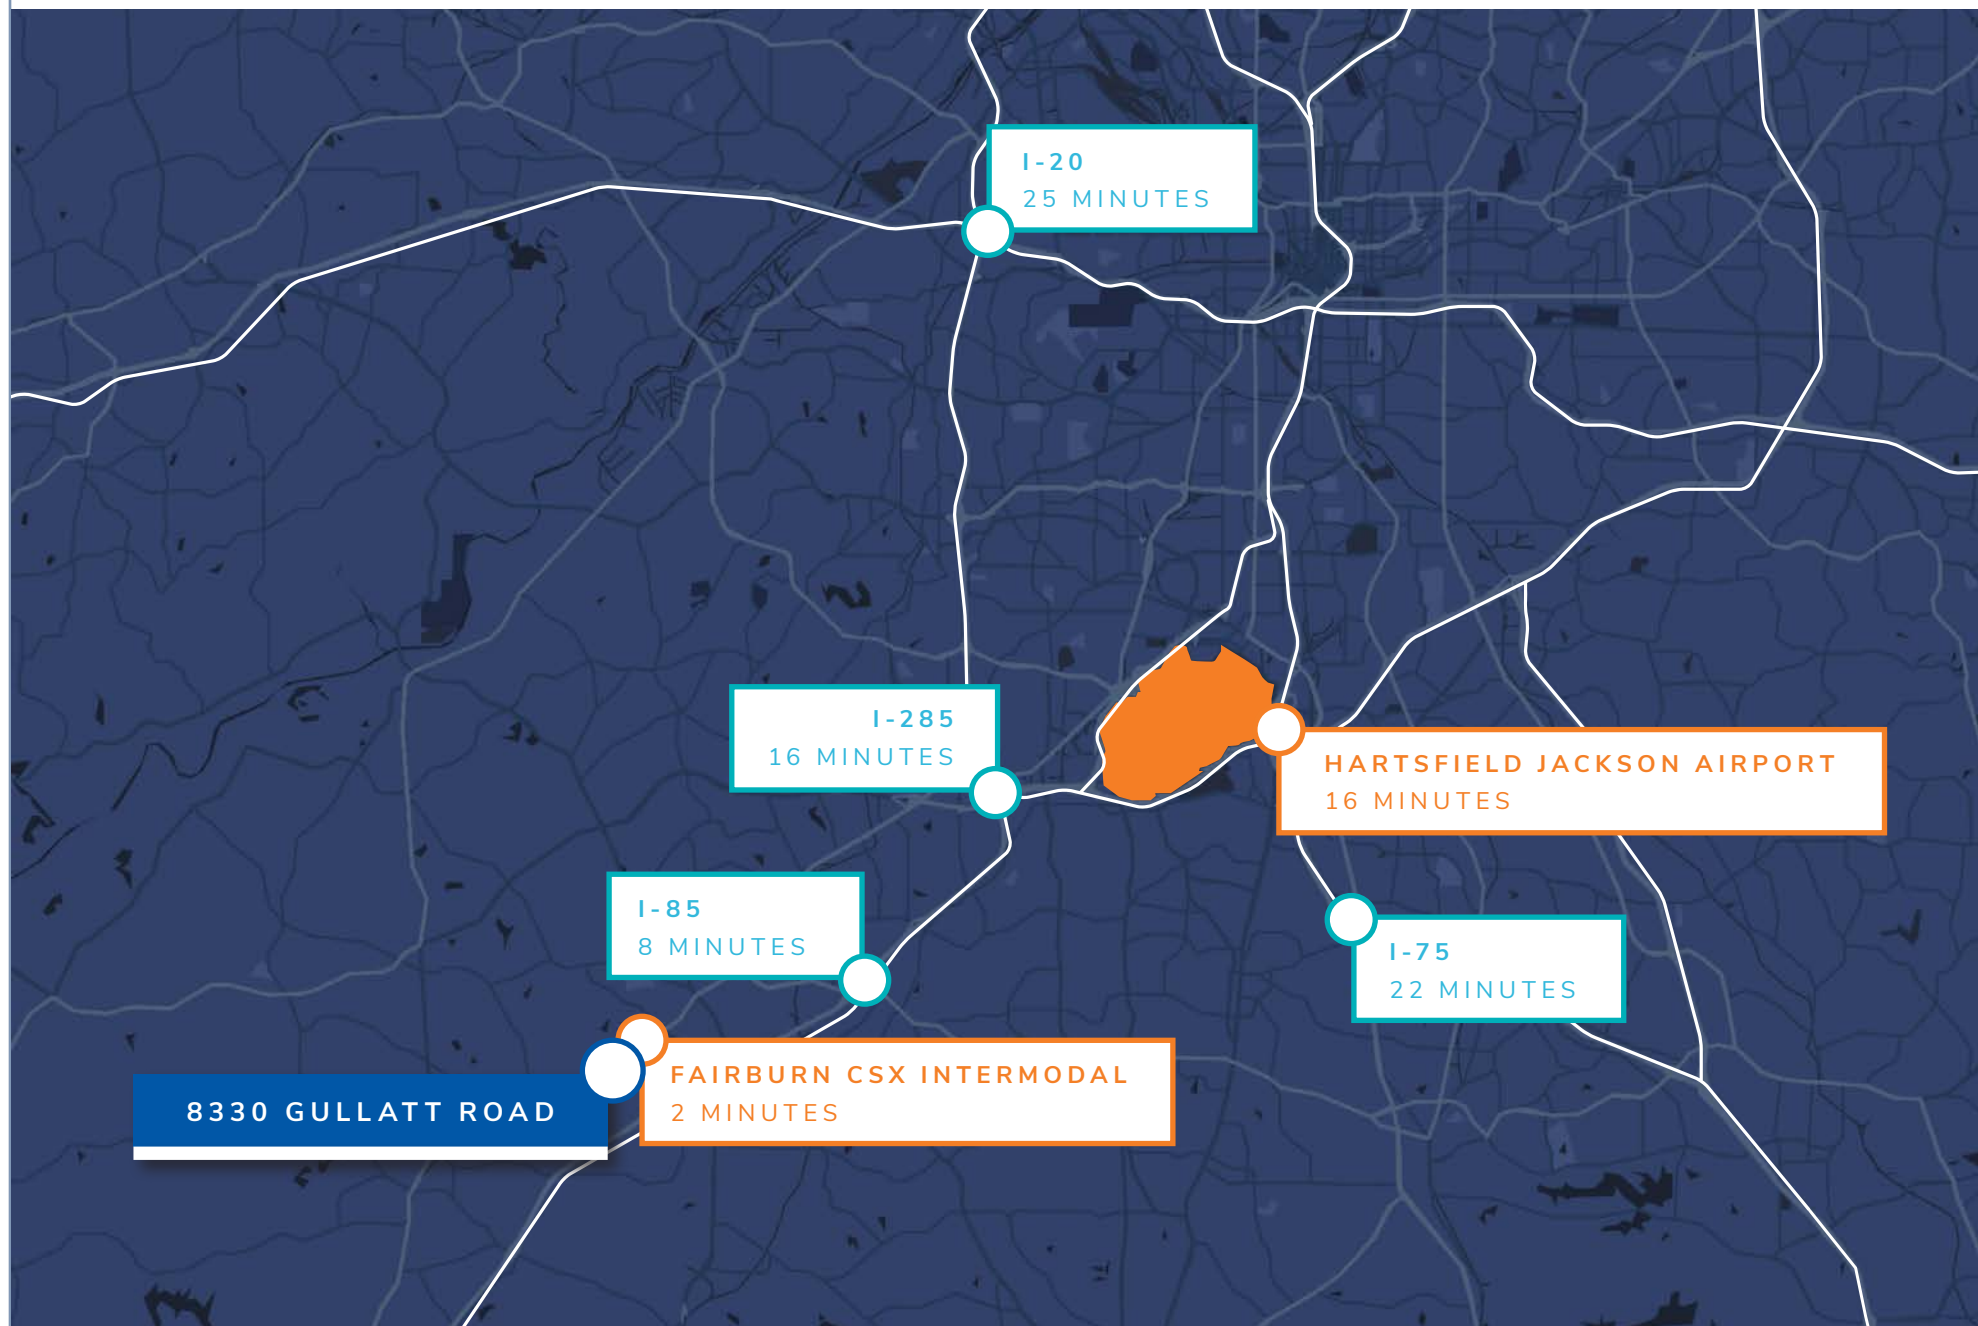 I-20
25 MINUTES
I-285
16 MINUTES
HARTSFIELD JACKSON AIRPORT
16 MINUTES
I-85
8 MINUTES
I-75
22 MINUTES
FAIRBURN CSX INTERMODAL
2 MINUTES
8330 GULLATT ROAD